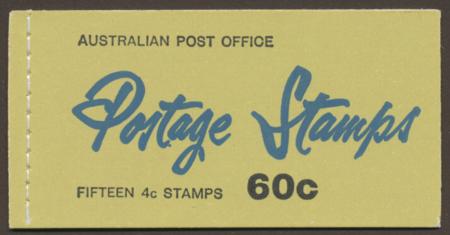 AUSTRALIAN POST OFFICE
Postage Stamps
FIFTEEN 4c STAMPS 60c